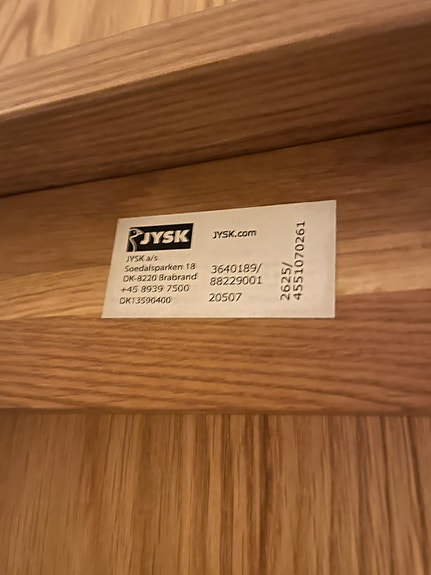 JYSK
JYSK.com
JYSK a/s
Soedalsparken 18
DK-8220 Brabrand
+45 8939 7500
DK13590400
3640189/
88229001
20507
2625/
4551070261